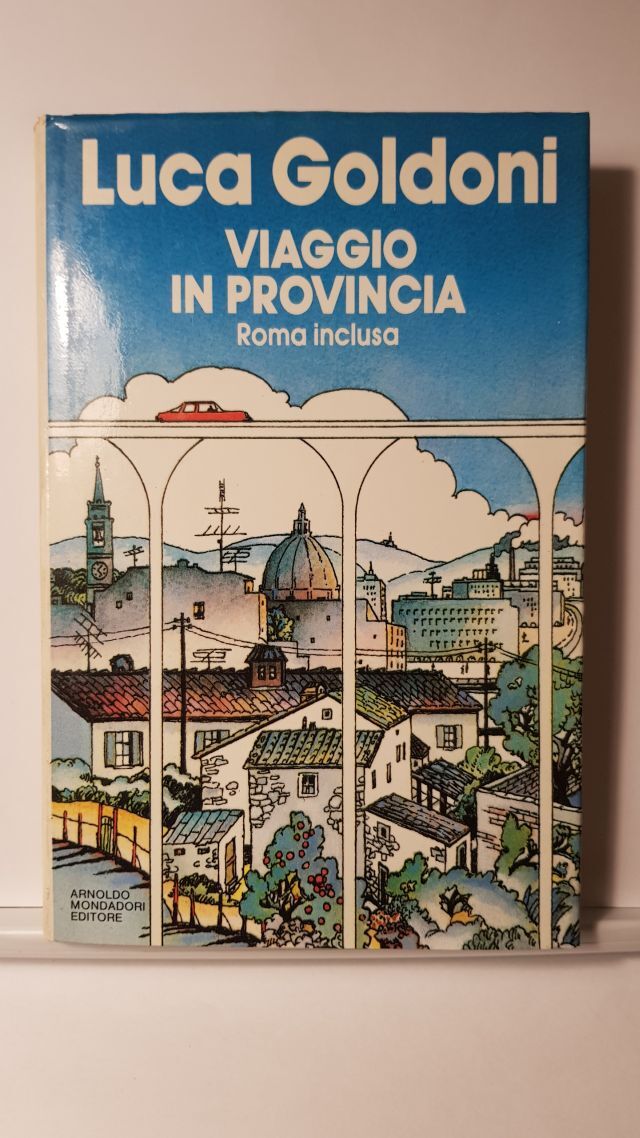 Luca Goldoni
VIAGGIO
IN PROVINCIA
Roma inclusa
ARNOLDO
MONDADORI
EDITORE